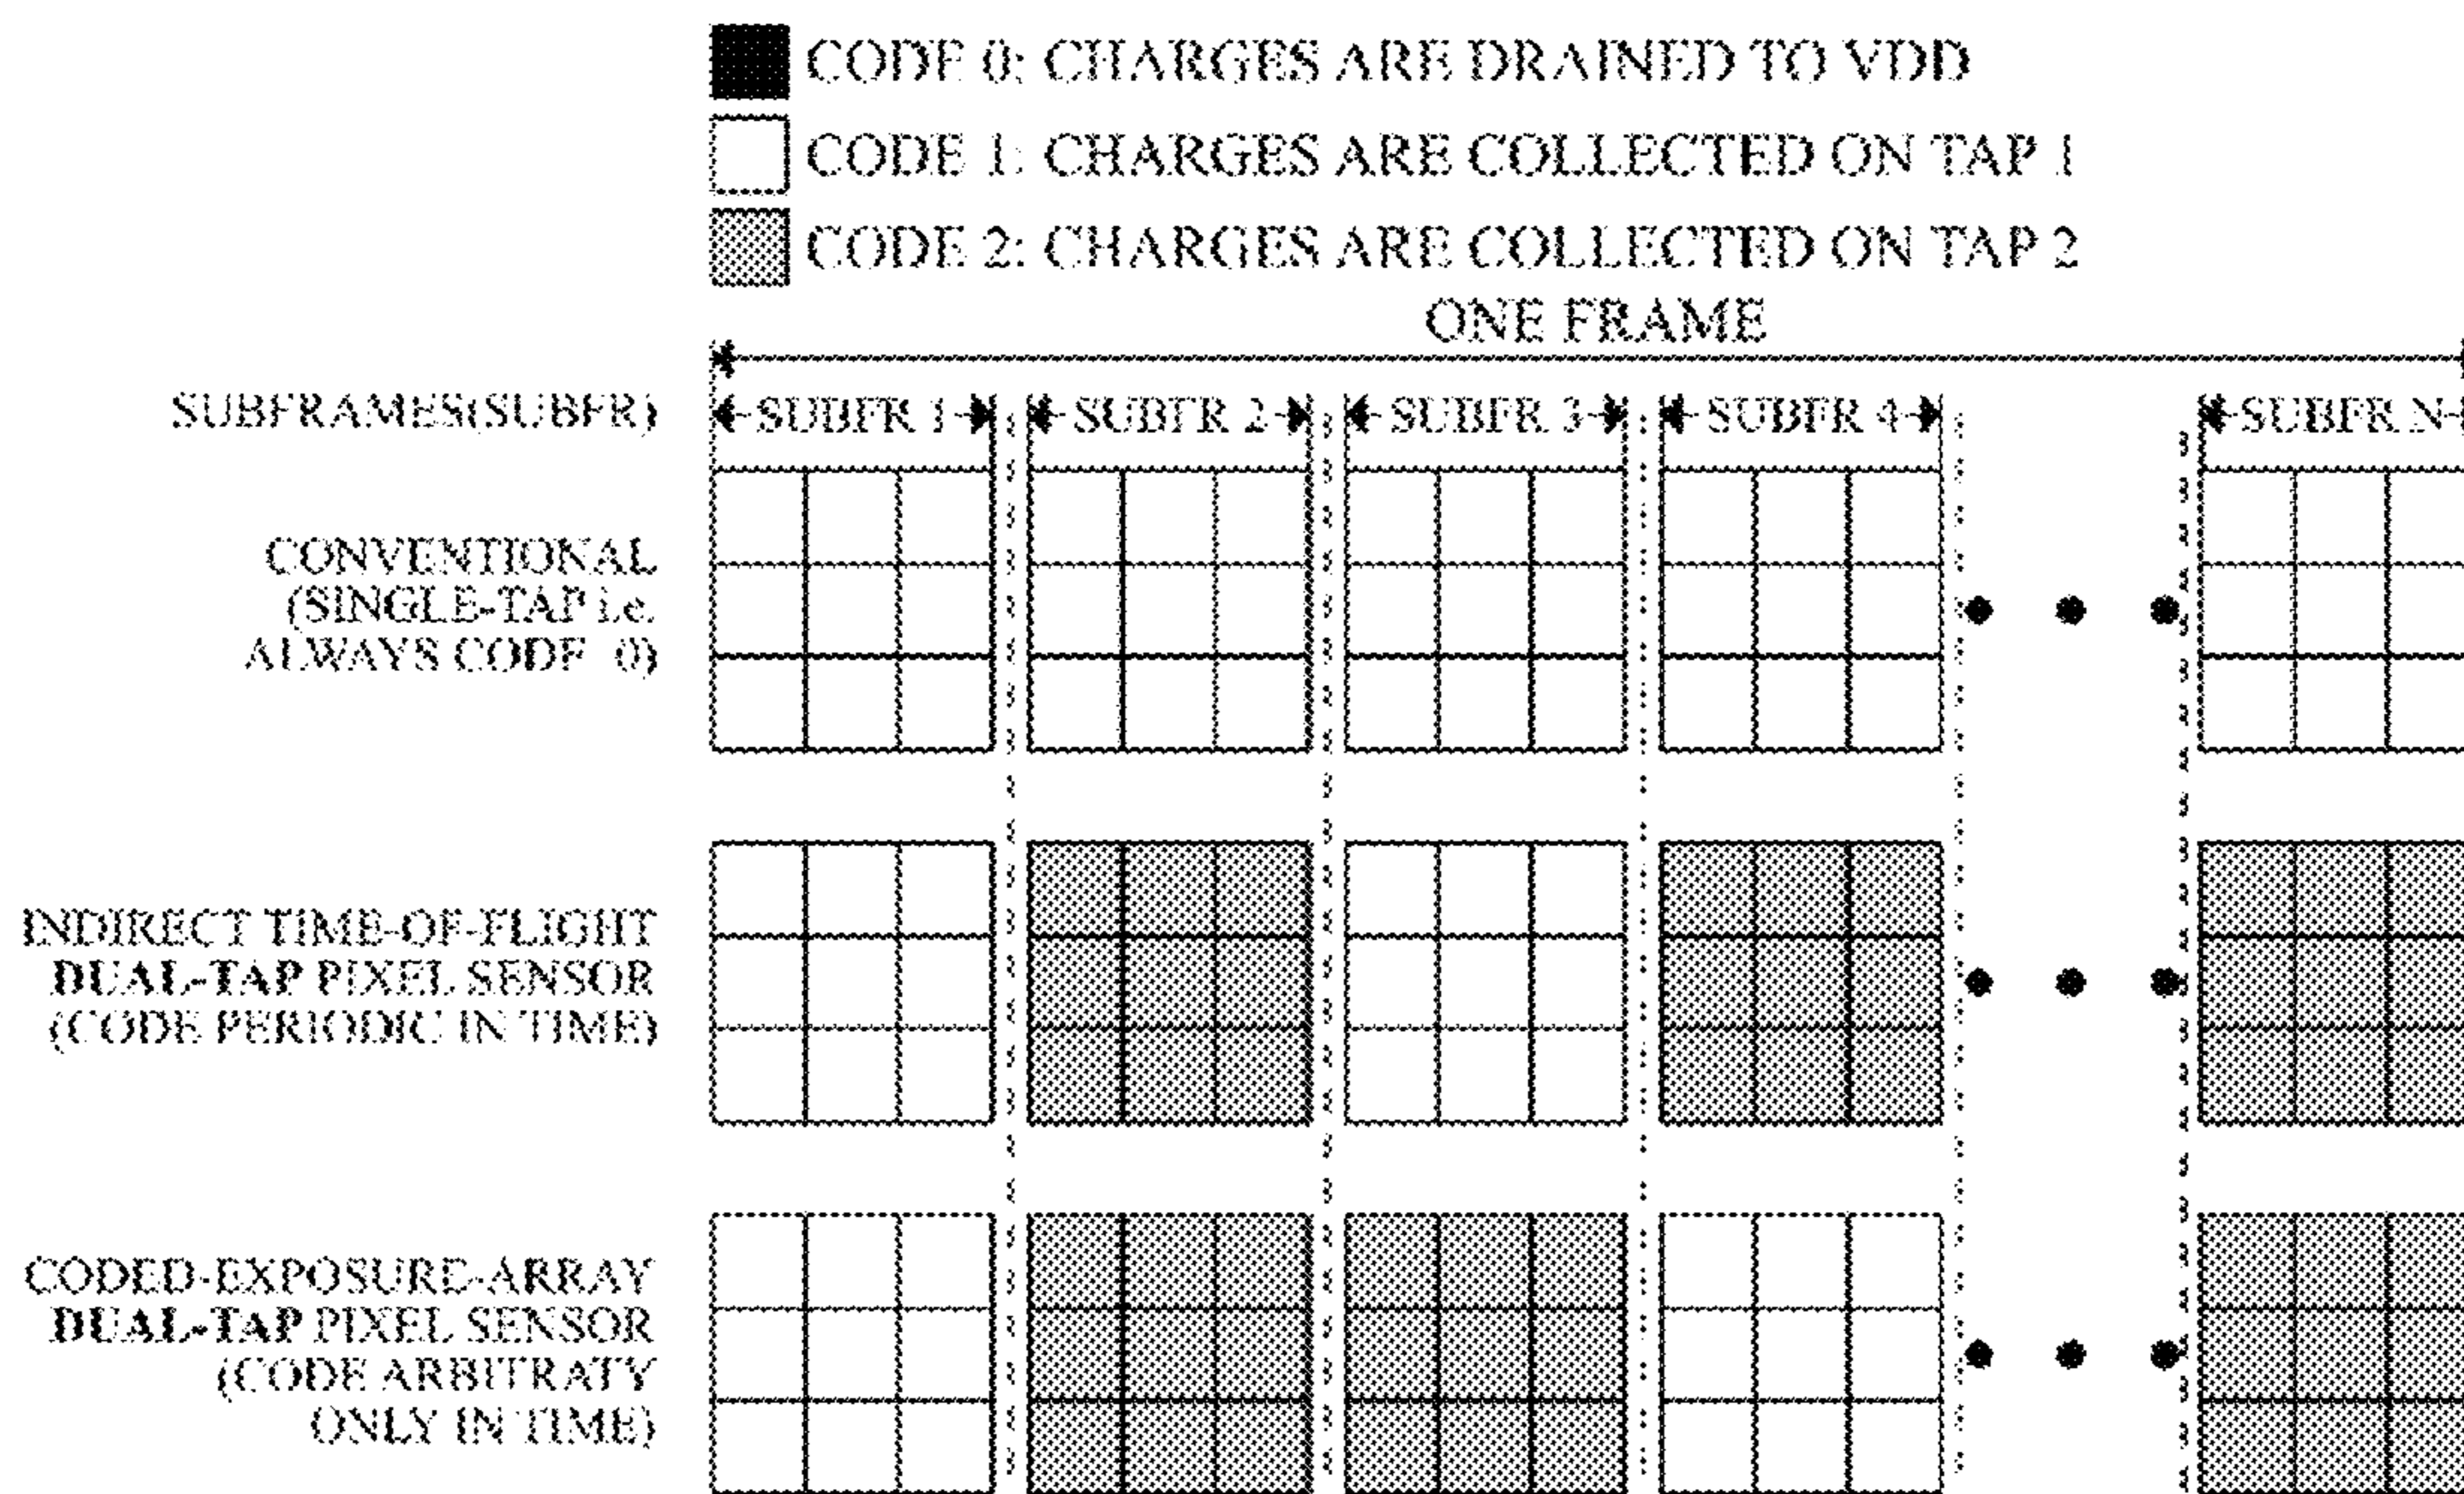 CODE 0: CHARGES ARE DRAINED TO VDD
CODE 1: CHARGES ARE COLLECTED ON TAP 1
CODE 2: CHARGES ARE COLLECTED ON TAP 2
ONE FRAME
SUBFRAMES(SUBFR)
SUBFR 1
SUBFR 2
SUBFR 3
SUBFR 4
SUBFR N
CONVENTIONAL
(SINGLE-TAP i.e.
ALWAYS CODE 0)
INDIRECT TIME-OF-FLIGHT
DUAL-TAP PIXEL SENSOR
(CODE PERIODIC IN TIME)
CODED-EXPOSURE-ARRAY
DUAL-TAP PIXEL SENSOR
(CODE ARBITRATY
ONLY IN TIME)